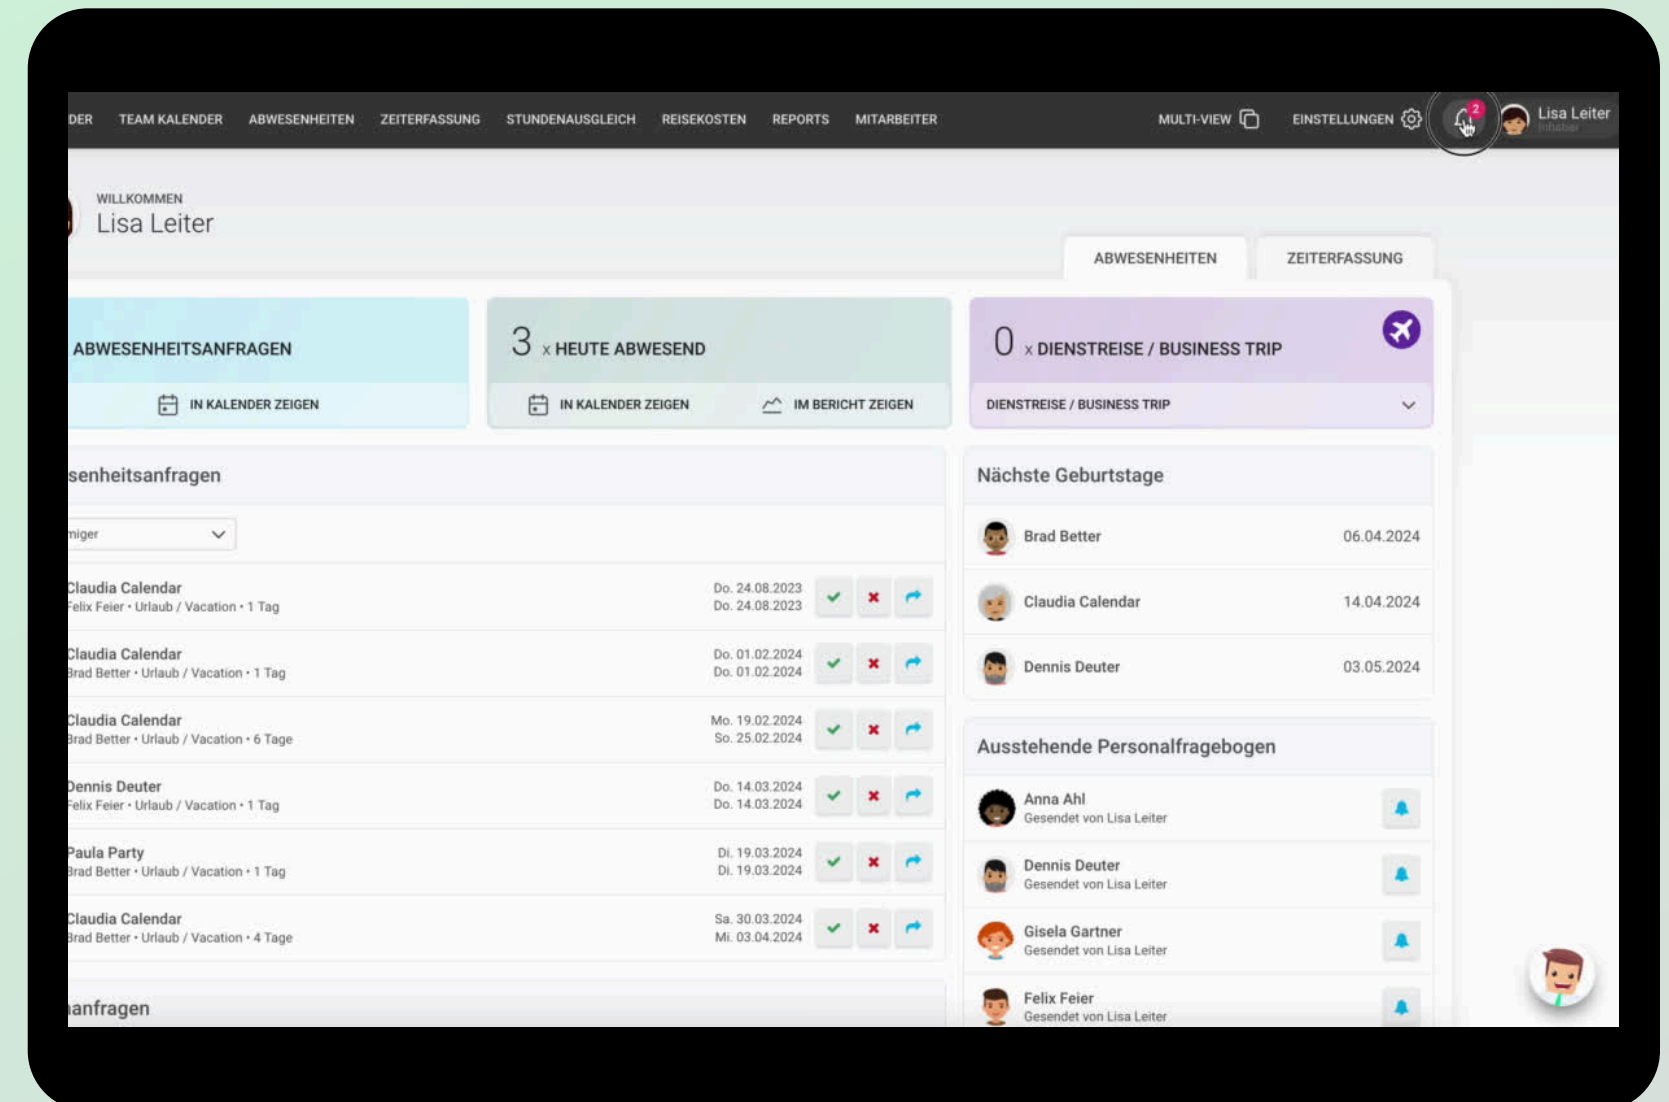 DER TEAM KALENDER ABWESENHEITEN ZEITERFASSUNG STUNDENAUSGLEICH REISEKOSTEN REPORTS MITARBEITER MULTI-VIEW EINSTELLUNGEN 2 Lisa Leiter
Inhaber
WILLKOMMEN
Lisa Leiter
ABWESENHEITEN ZEITERFASSUNG
ABWESENHEITSANFRAGEN
IN KALENDER ZEIGEN
3 x HEUTE ABWESEND
IN KALENDER ZEIGEN IM BERICHT ZEIGEN
0 x DIENSTREISE / BUSINESS TRIP
DIENSTREISE / BUSINESS TRIP
senheitsanfragen
miger
Claudia Calendar Do. 24.08.2023
Felix Feier • Urlaub / Vacation • 1 Tag Do. 24.08.2023
Claudia Calendar Do. 01.02.2024
Brad Better • Urlaub / Vacation • 1 Tag Do. 01.02.2024
Claudia Calendar Mo. 19.02.2024
Brad Better • Urlaub / Vacation • 6 Tage So. 25.02.2024
Dennis Deuter Do. 14.03.2024
Felix Feier • Urlaub / Vacation • 1 Tag Do. 14.03.2024
Paula Party Di. 19.03.2024
Brad Better • Urlaub / Vacation • 1 Tag Di. 19.03.2024
Claudia Calendar Sa. 30.03.2024
Brad Better • Urlaub / Vacation • 4 Tage Mi. 03.04.2024
anfragen
Nächste Geburtstage
Brad Better 06.04.2024
Claudia Calendar 14.04.2024
Dennis Deuter 03.05.2024
Ausstehende Personalfragebogen
Anna Ahl
Gesendet von Lisa Leiter
Dennis Deuter
Gesendet von Lisa Leiter
Gisela Gartner
Gesendet von Lisa Leiter
Felix Feier
Gesendet von Lisa Leiter